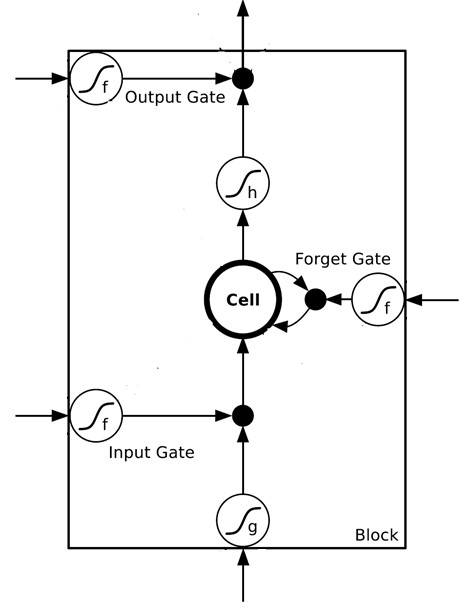 f
Output Gate
h
Forget Gate
Cell
f
f
Input Gate
g
Block